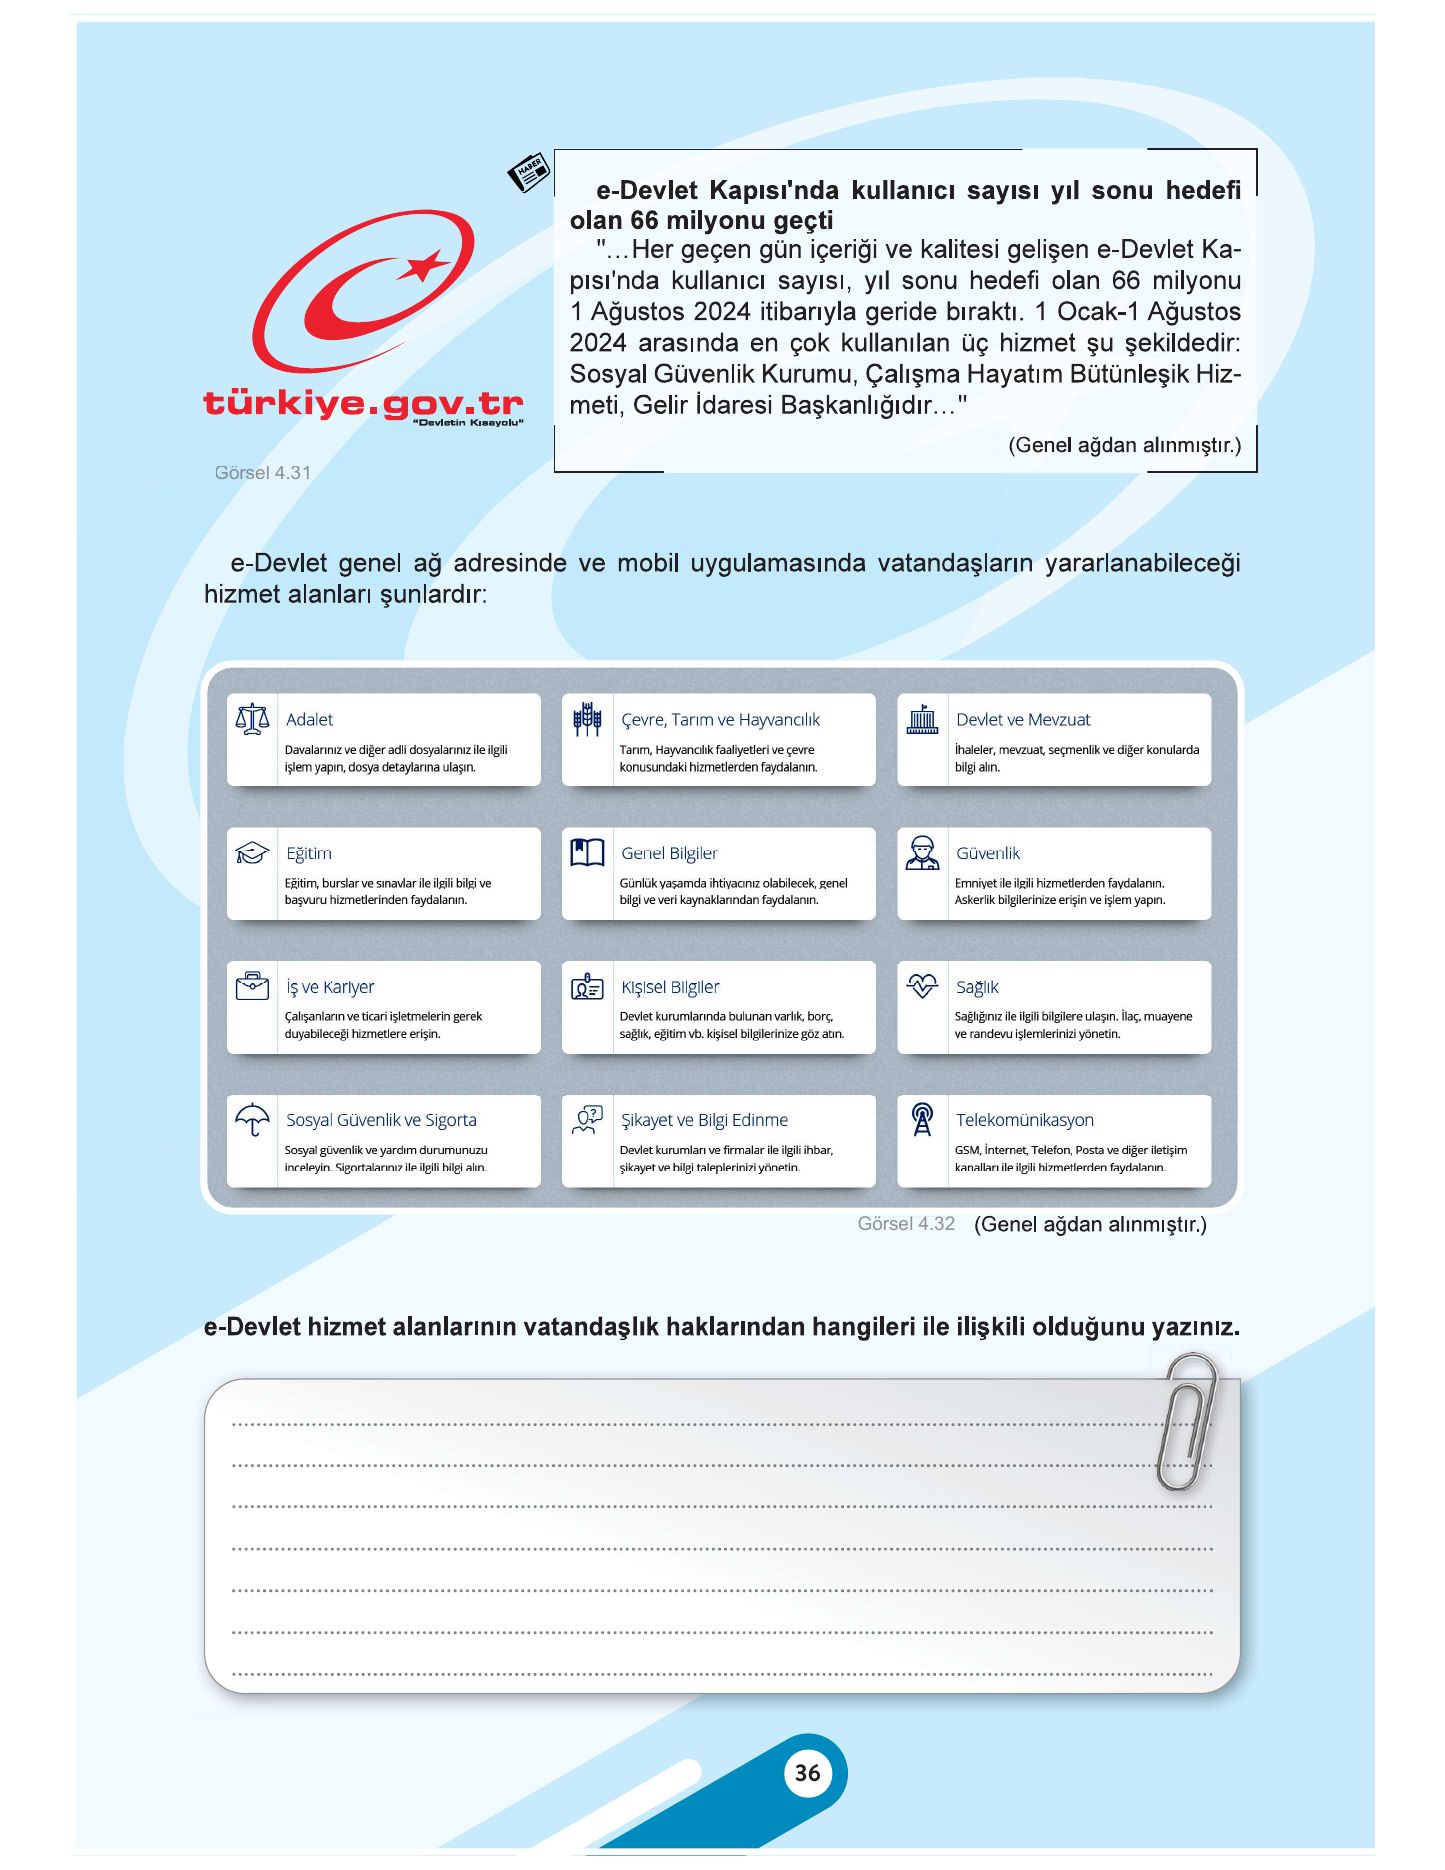 HABER
e-Devlet Kapısı'nda kullanıcı sayısı yıl sonu hedefi
olan 66 milyonu geçti
"…Her geçen gün içeriği ve kalitesi gelişen e-Devlet Ka-
pısı'nda kullanıcı sayısı, yıl sonu hedefi olan 66 milyonu
1 Ağustos 2024 itibarıyla geride bıraktı. 1 Ocak-1 Ağustos
2024 arasında en çok kullanılan üç hizmet şu şekildedir:
Sosyal Güvenlik Kurumu, Çalışma Hayatım Bütünleşik Hiz-
meti, Gelir İdaresi Başkanlığıdır…"
(Genel ağdan alınmıştır.)
türkiye.gov.tr
"Devletin Kısayolu"
Görsel 4.31
e-Devlet genel ağ adresinde ve mobil uygulamasında vatandaşların yararlanabileceği
hizmet alanları şunlardır:
Adalet
Davalarınız ve diğer adli dosyalarınız ile ilgili
işlem yapın, dosya detaylarına ulaşın.
Çevre, Tarım ve Hayvancılık
Tarım, Hayvancılık faaliyetleri ve çevre
konusundaki hizmetlerden faydalanın.
Devlet ve Mevzuat
İhaleler, mevzuat, seçmenlik ve diğer konularda
bilgi alın.
Eğitim
Eğitim, burslar ve sınavlar ile ilgili bilgi ve
başvuru hizmetlerinden faydalanın.
Genel Bilgiler
Günlük yaşamda ihtiyacınız olabilecek, genel
bilgi ve veri kaynaklarından faydalanın.
Güvenlik
Emniyet ile ilgili hizmetlerden faydalanın.
Askerlik bilgilerinize erişin ve işlem yapın.
İş ve Kariyer
Çalışanların ve ticari işletmelerin gerek
duyabileceği hizmetlere erişin.
Kişisel Bilgiler
Devlet kurumlarında bulunan varlık, borç,
sağlık, eğitim vb. kişisel bilgilerinize göz atın.
Sağlık
Sağlığınız ile ilgili bilgilere ulaşın. İlaç, muayene
ve randevu işlemlerinizi yönetin.
Sosyal Güvenlik ve Sigorta
Sosyal güvenlik ve yardım durumunuzu
inceleyin. Sigortalarınız ile ilgili bilgi alın.
Şikayet ve Bilgi Edinme
Devlet kurumları ve firmalar ile ilgili ihbar,
şikayet ve bilgi taleplerinizi yönetin.
Telekomünikasyon
GSM, İnternet, Telefon, Posta ve diğer iletişim
kanalları ile ilgili hizmetlerden faydalanın.
Görsel 4.32 (Genel ağdan alınmıştır.)
e-Devlet hizmet alanlarının vatandaşlık haklarından hangileri ile ilişkili olduğunu yazınız.
36